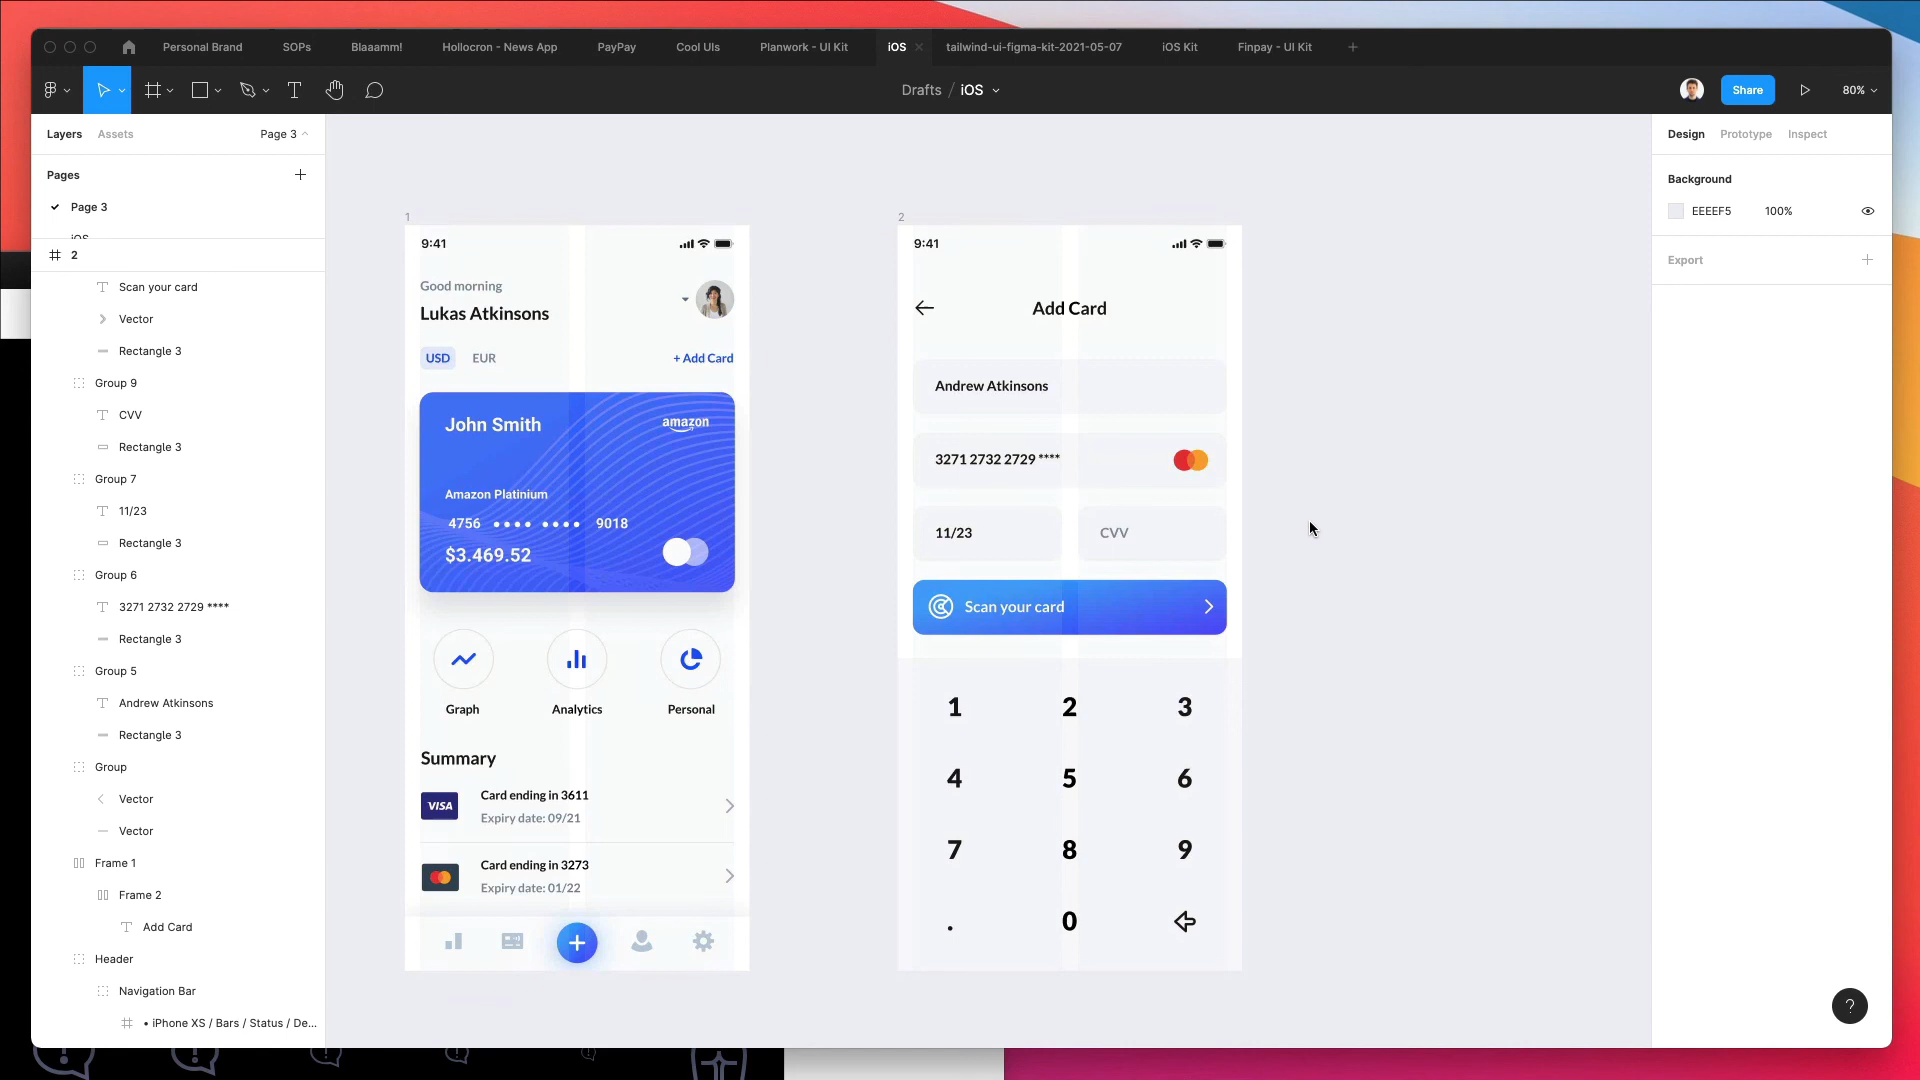 Personal Brand
SOPs
Blaaamm!
Hollocron - News App
PayPay
Cool UIs
Planwork - UI Kit
iOS
tailwind-ui-figma-kit-2021-05-07
iOS Kit
Finpay - UI Kit
Drafts / iOS
Share
80%
Layers
Assets
Page 3
Pages
Page 3
iOS
2
Scan your card
Vector
Rectangle 3
Group 9
CVV
Rectangle 3
Group 7
11/23
Rectangle 3
Group 6
3271 2732 2729 ****
Rectangle 3
Group 5
Andrew Atkinsons
Rectangle 3
Group
Vector
Vector
Frame 1
Frame 2
Add Card
Header
Navigation Bar
• iPhone XS / Bars / Status / De...
1
9:41
Good morning
Lukas Atkinsons
USD
EUR
+ Add Card
John Smith
amazon
Amazon Platinium
4756 •••• •••• 9018
$3.469.52
Graph
Analytics
Personal
Summary
VISA
Card ending in 3611
Expiry date: 09/21
Card ending in 3273
Expiry date: 01/22
2
9:41
Add Card
Andrew Atkinsons
3271 2732 2729 ****
11/23
CVV
Scan your card
1 2 3
4 5 6
7 8 9
. 0
Design
Prototype
Inspect
Background
EEEEF5
100%
Export
?